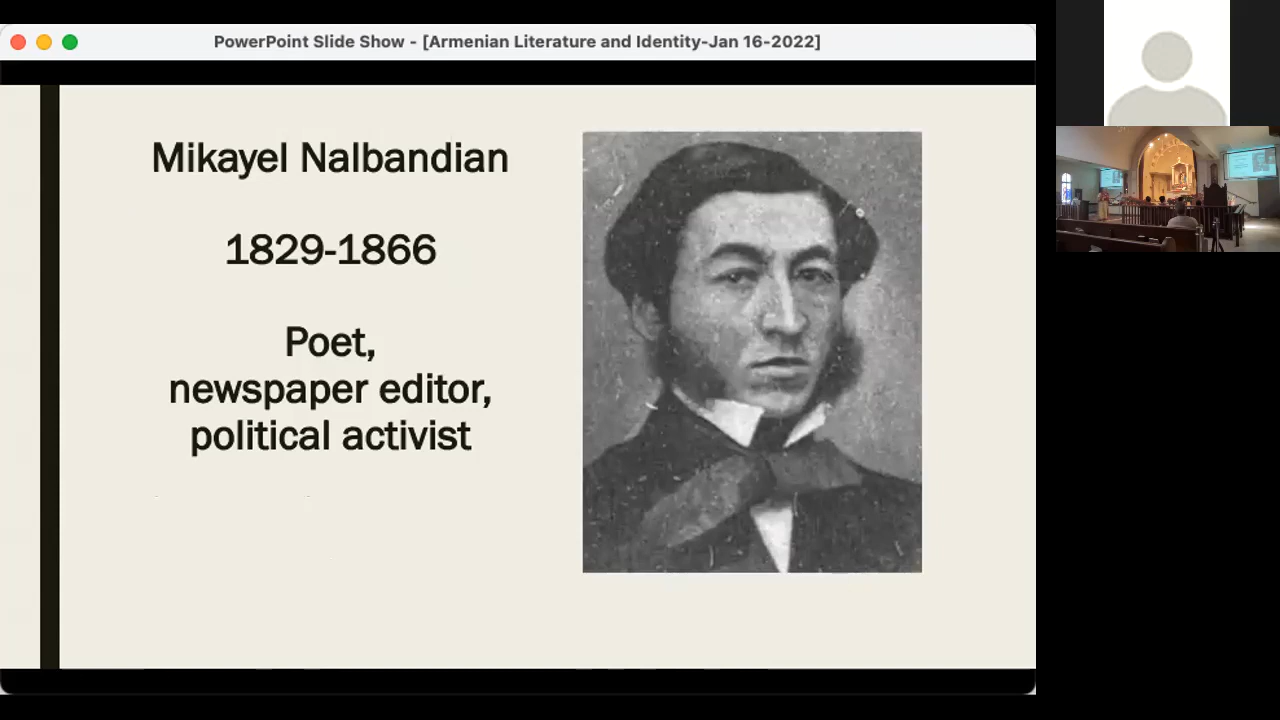 PowerPoint Slide Show - [Armenian Literature and Identity-Jan 16-2022]
Mikayel Nalbandian
1829-1866
Poet,
newspaper editor,
political activist